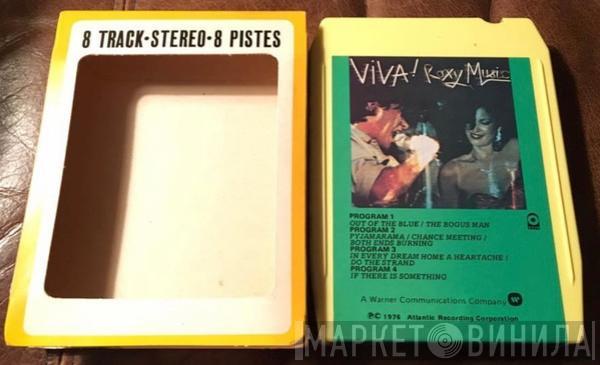 8 TRACK•STEREO•8 PISTES
ViVA! Roxy Music
PROGRAM 1
OUT OF THE BLUE / THE BOGUS MAN
PROGRAM 2
PYJAMARAMA / CHANCE MEETING /
BOTH ENDS BURNING
PROGRAM 3
IN EVERY DREAM HOME A HEARTACHE /
DO THE STRAND
PROGRAM 4
IF THERE IS SOMETHING
A Warner Communications Company
℗© 1976 Atlantic Recording Corporation
МАРКЕТ ВИНИЛА